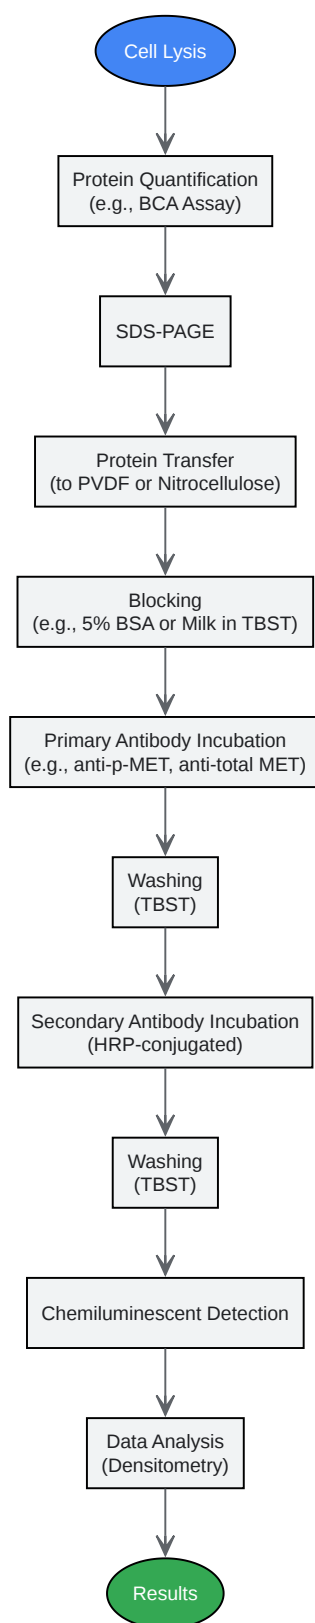 Cell Lysis
Protein Quantification
(e.g., BCA Assay)
SDS-PAGE
Protein Transfer
(to PVDF or Nitrocellulose)
Blocking
(e.g., 5% BSA or Milk in TBST)
Primary Antibody Incubation
(e.g., anti-p-MET, anti-total MET)
Washing
(TBST)
Secondary Antibody Incubation
(HRP-conjugated)
Washing
(TBST)
Chemiluminescent Detection
Data Analysis
(Densitometry)
Results